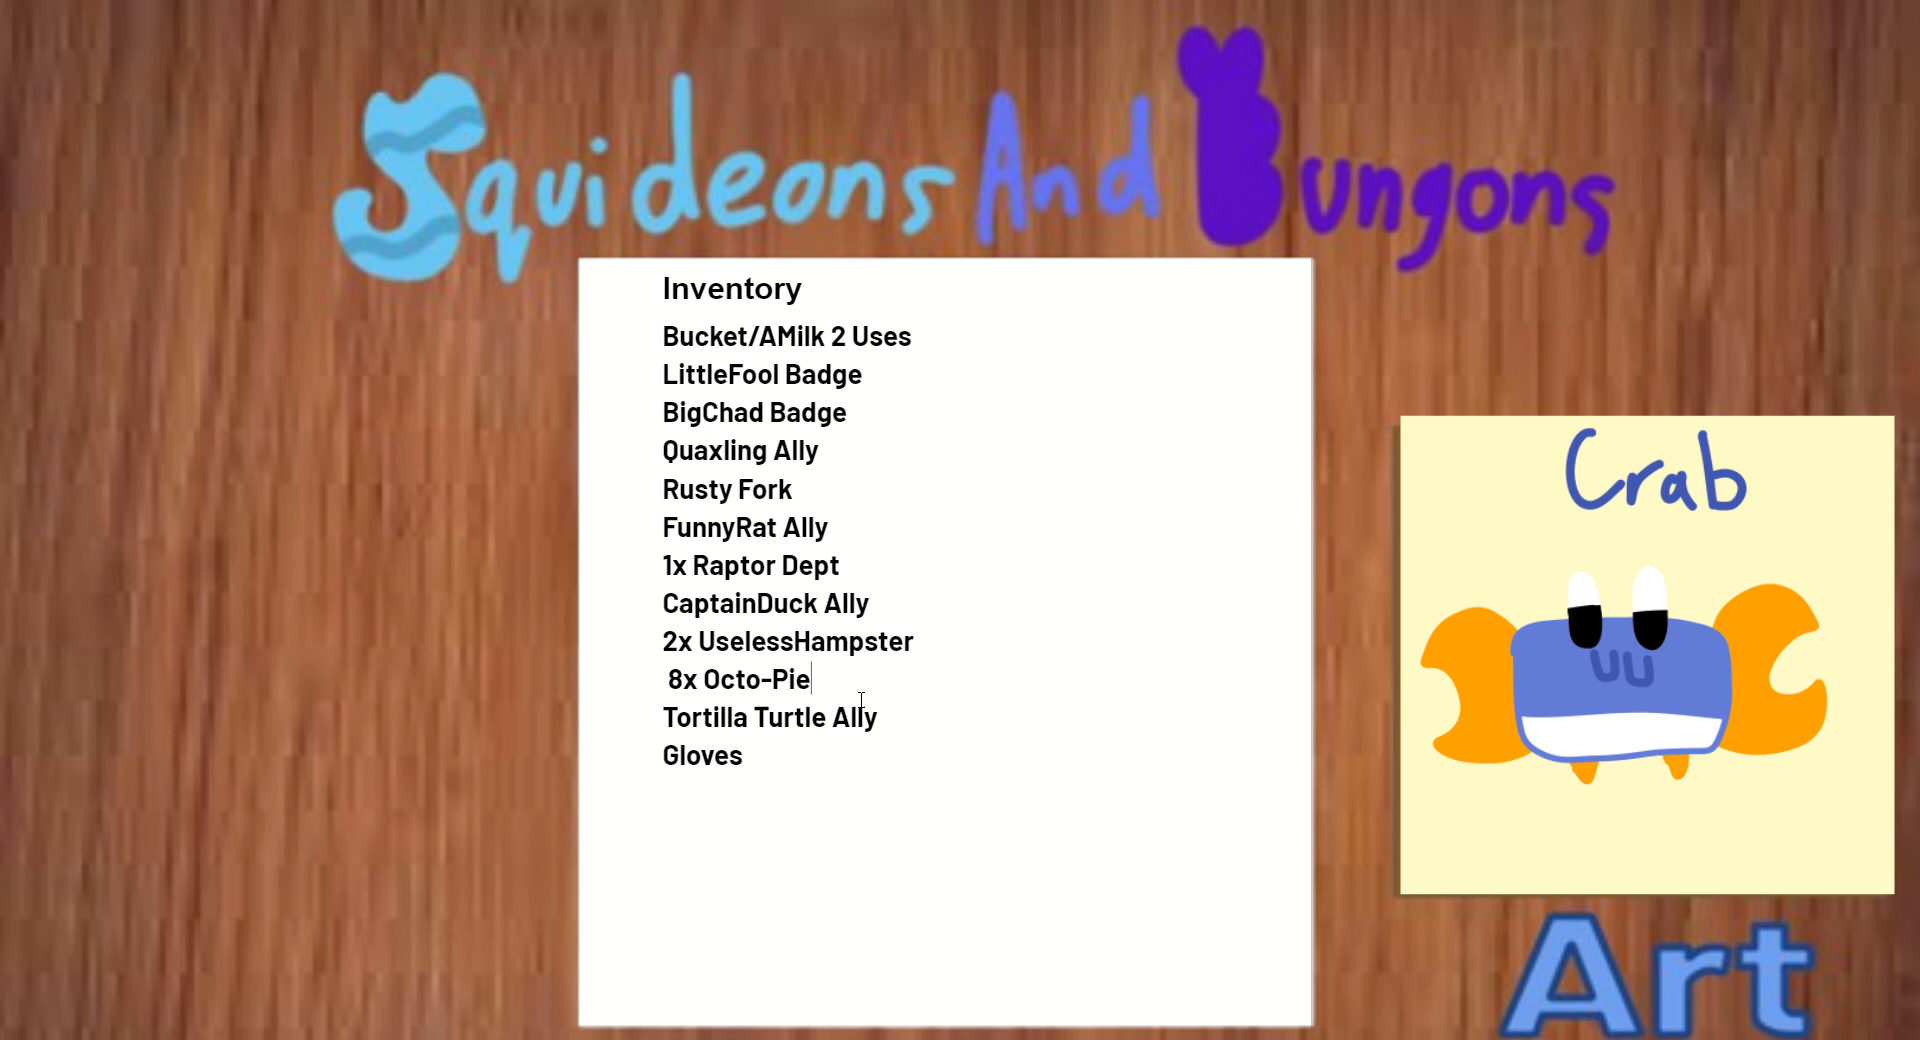 Squideons And Bungons
Inventory
Bucket/AMilk 2 Uses
LittleFool Badge
BigChad Badge
Quaxling Ally
Rusty Fork
FunnyRat Ally
1x Raptor Dept
CaptainDuck Ally
2x UselessHampster
8x Octo-Pie
Tortilla Turtle Ally
Gloves
Crab
Art